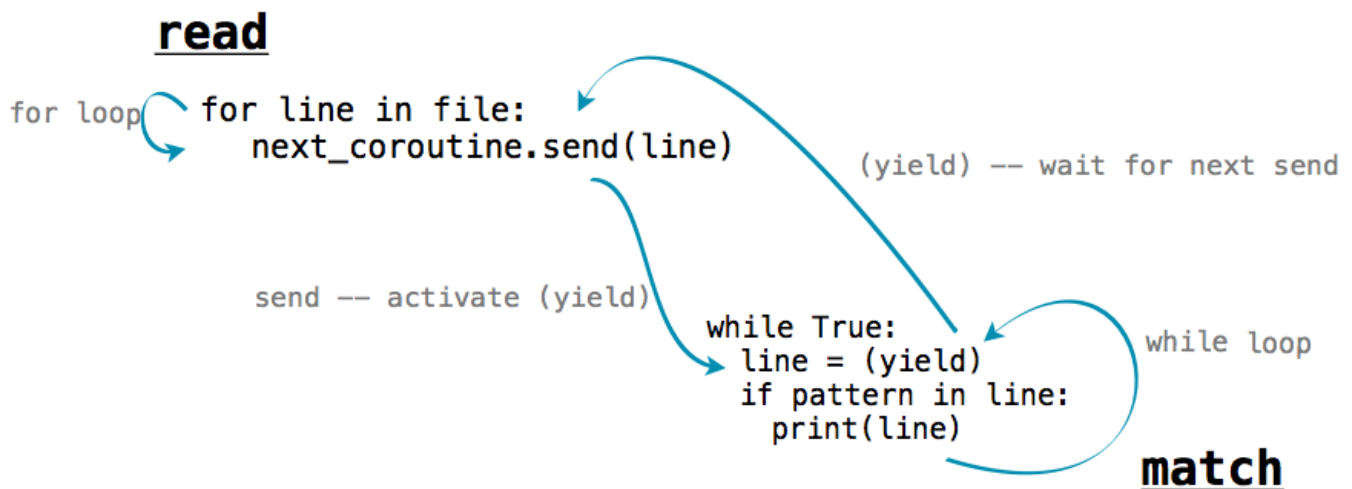 read
for loop
for line in file:
next_coroutine.send(line)
(yield) -- wait for next send
send -- activate (yield)
while True:
line = (yield)
if pattern in line:
print(line)
while loop
match